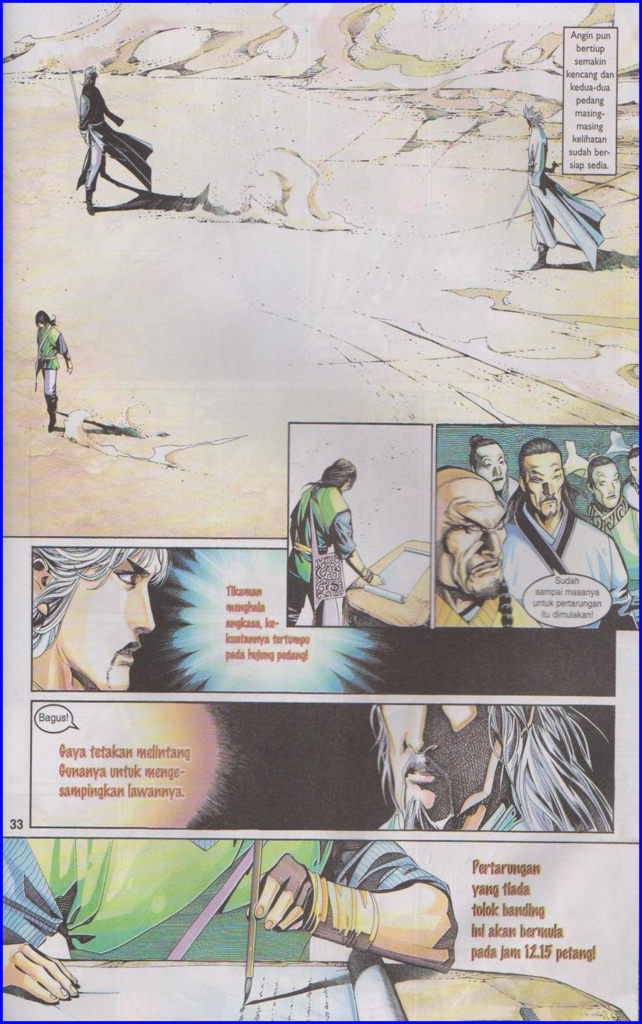 Angin pun
bertiup
semakin
kencang dan
kedua-dua
pedang
masing-
masing
kelihatan
sudah ber-
siap sedia.
Sudah
sampai masanya
untuk pertarungan
itu dimulakan!
Tikaman
menghala
angkasa, ke-
kuatannya tertumpu
pada hujung pedang!
Bagus!
Gaya tetakan melintang
Gunanya untuk menge-
sampingkan lawannya.
33
Pertarungan
yang tiada
tolok banding
ini akan bermula
pada jam 12.15 petang!